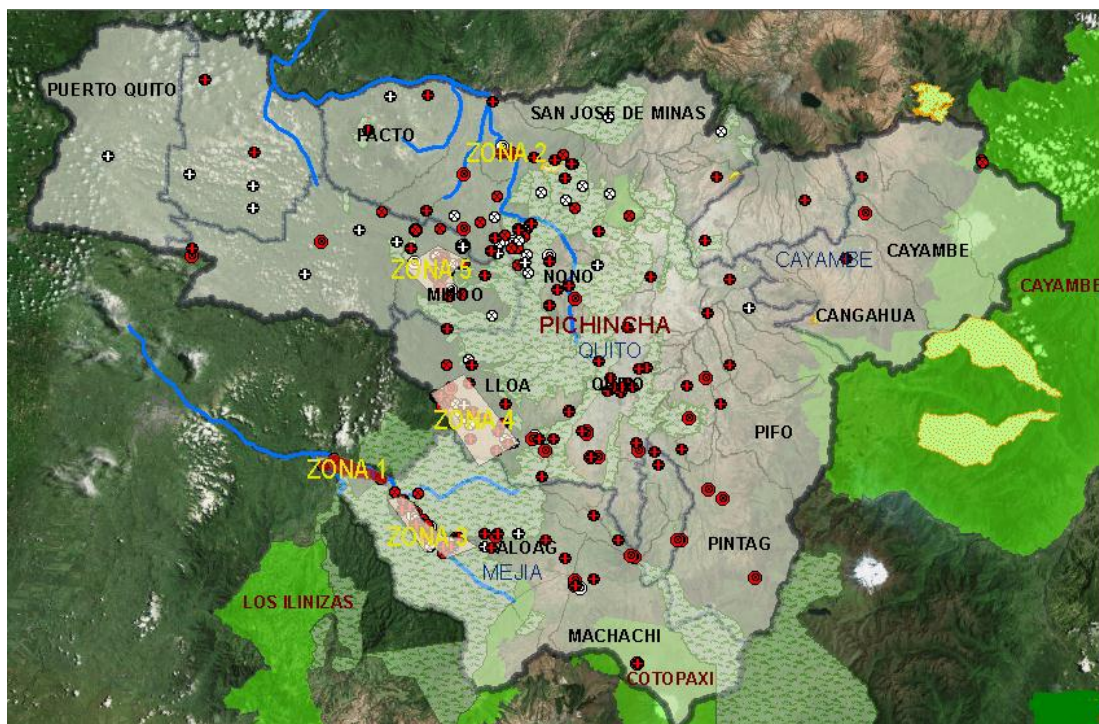 PUERTO QUITO
SAN JOSE DE MINAS
PACTO
ZONA 2
CAYAMBE
CAYAMBE
ZONA 5
NONO
CAYAMBE
MINDO
CANGAHUA
PICHINCHA
QUITO
LLOA
QUITO
ZONA 4
PIFO
ZONA 1
ZONA 3
ALOAG
PINTAG
MEJIA
LOS ILINIZAS
MACHACHI
COTOPAXI